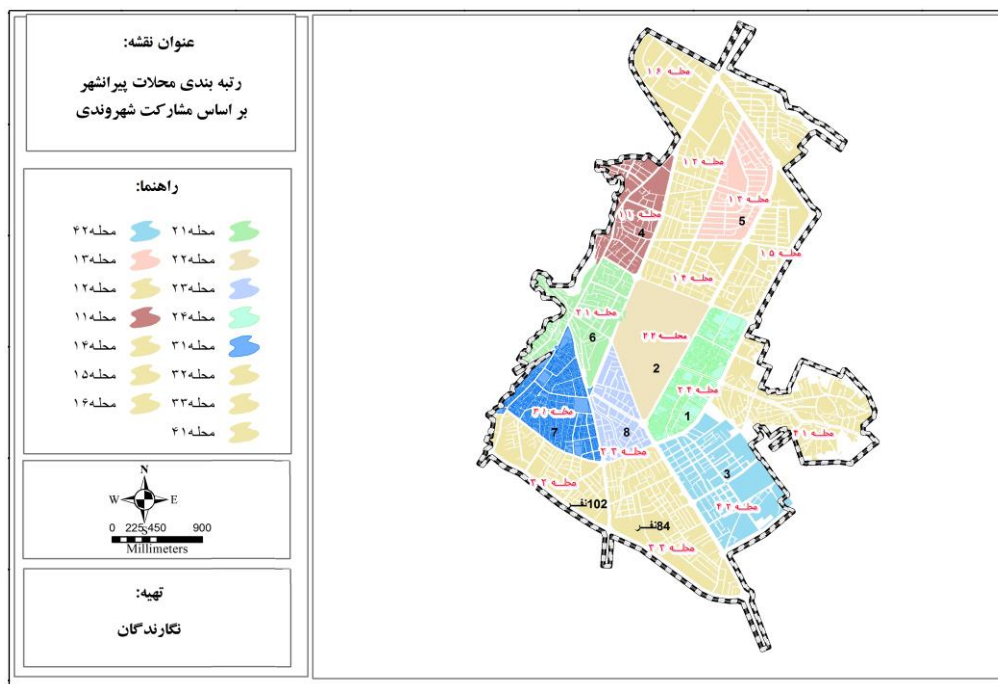 عنوان نقشه:
رتبه بندی محلات پیرانشهر
بر اساس مشارکت شهروندی
راهنما:
محله۲۱
محله۴۲
محله۲۲
محله۱۳
محله۲۳
محله۱۲
محله۲۴
محله۱۱
محله۳۱
محله۱۴
محله۳۲
محله۱۵
محله۳۳
محله۱۶
محله۴۱
N
W
E
S
0 225 450 900
Millimeters
تهیه:
نگارندگان
محله ۱۶
محله ۱۲
محله ۱۳
5
محله ۱۱
4
محله ۱۵
محله ۱۴
محله ۲۱
6
محله ۲۲
2
محله ۲۴
1
محله ۳۱
7
8
محله ۲۳
محله ۴۱
3
محله ۴۲
محله ۳۲
102نفر
84نفر
محله ۳۳